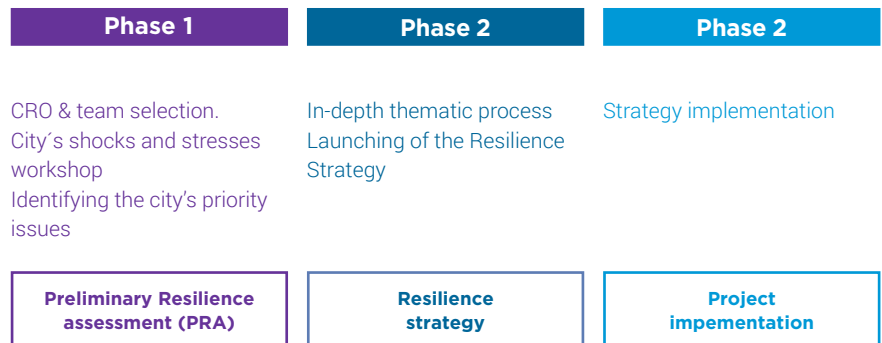 Phase 1
Phase 2
Phase 2
CRO & team selection.
City´s shocks and stresses
workshop
Identifying the city’s priority
issues
In-depth thematic process
Launching of the Resilience
Strategy
Strategy implementation
Preliminary Resilience
assessment (PRA)
Resilience
strategy
Project
impementation